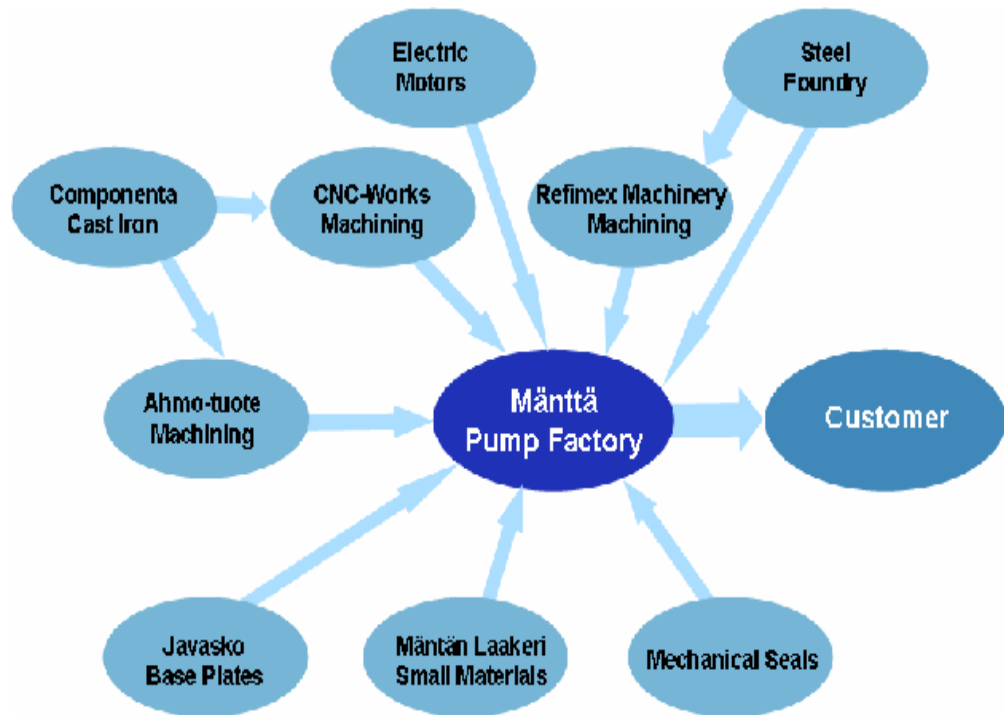 Electric
Motors
Steel
Foundry
Componenta
Cast Iron
CNC-Works
Machining
Refimex Machinery
Machining
Ahmo-tuote
Machining
Mänttä
Pump Factory
Customer
Javasko
Base Plates
Mäntän Laakeri
Small Materials
Mechanical Seals